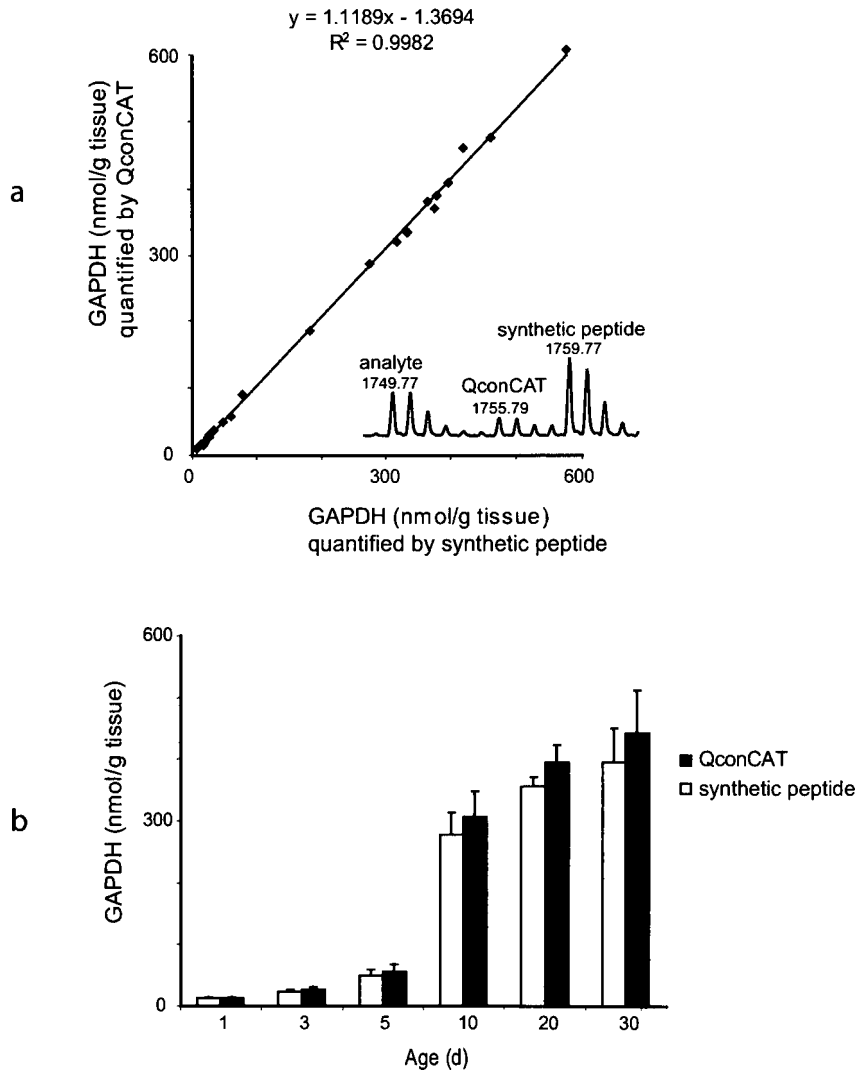 y = 1.1189x - 1.3694
R² = 0.9982
a
GAPDH (nmol/g tissue)
quantified by QconCAT
600
300
0
0
300
600
analyte
1749.77
QconCAT
1755.79
synthetic peptide
1759.77
GAPDH (nmol/g tissue)
quantified by synthetic peptide
b
GAPDH (nmol/g tissue)
600
300
0
1
3
5
10
20
30
Age (d)
QconCAT
synthetic peptide